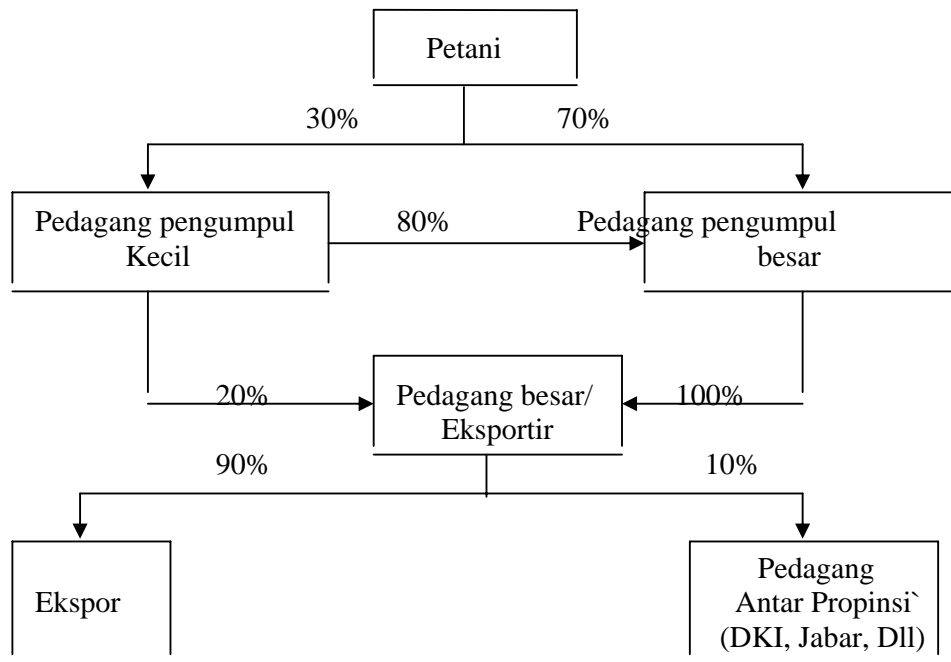 Petani
30%
70%
Pedagang pengumpul
Kecil
80%
Pedagang pengumpul
besar
20%
Pedagang besar/
Eksportir
100%
90%
10%
Ekspor
Pedagang
Antar Propinsi`
(DKI, Jabar, Dll)